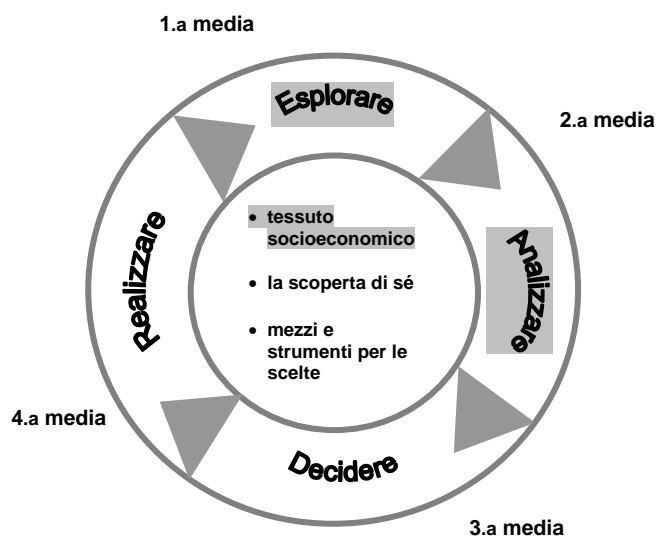 1.a media
Esplorare
2.a media
• tessuto
socioeconomico
• la scoperta di sé
• mezzi e
strumenti per le
scelte
Realizzare
Analizzare
4.a media
Decidere
3.a media